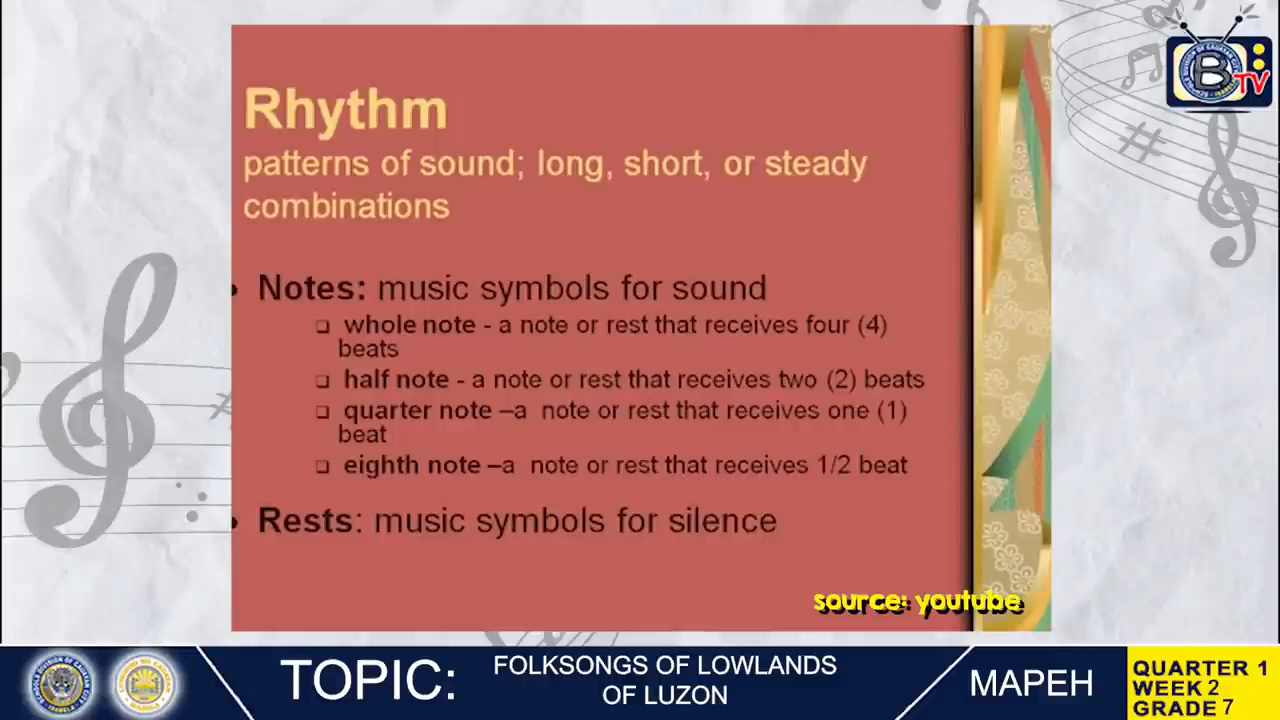 Rhythm
patterns of sound; long, short, or steady
combinations
• Notes: music symbols for sound
❑ whole note - a note or rest that receives four (4)
beats
❑ half note - a note or rest that receives two (2) beats
❑ quarter note –a note or rest that receives one (1)
beat
❑ eighth note –a note or rest that receives 1/2 beat
• Rests: music symbols for silence
source: youtube
B TV
TOPIC:
FOLKSONGS OF LOWLANDS
OF LUZON
MAPEH
QUARTER 1
WEEK 2
GRADE 7